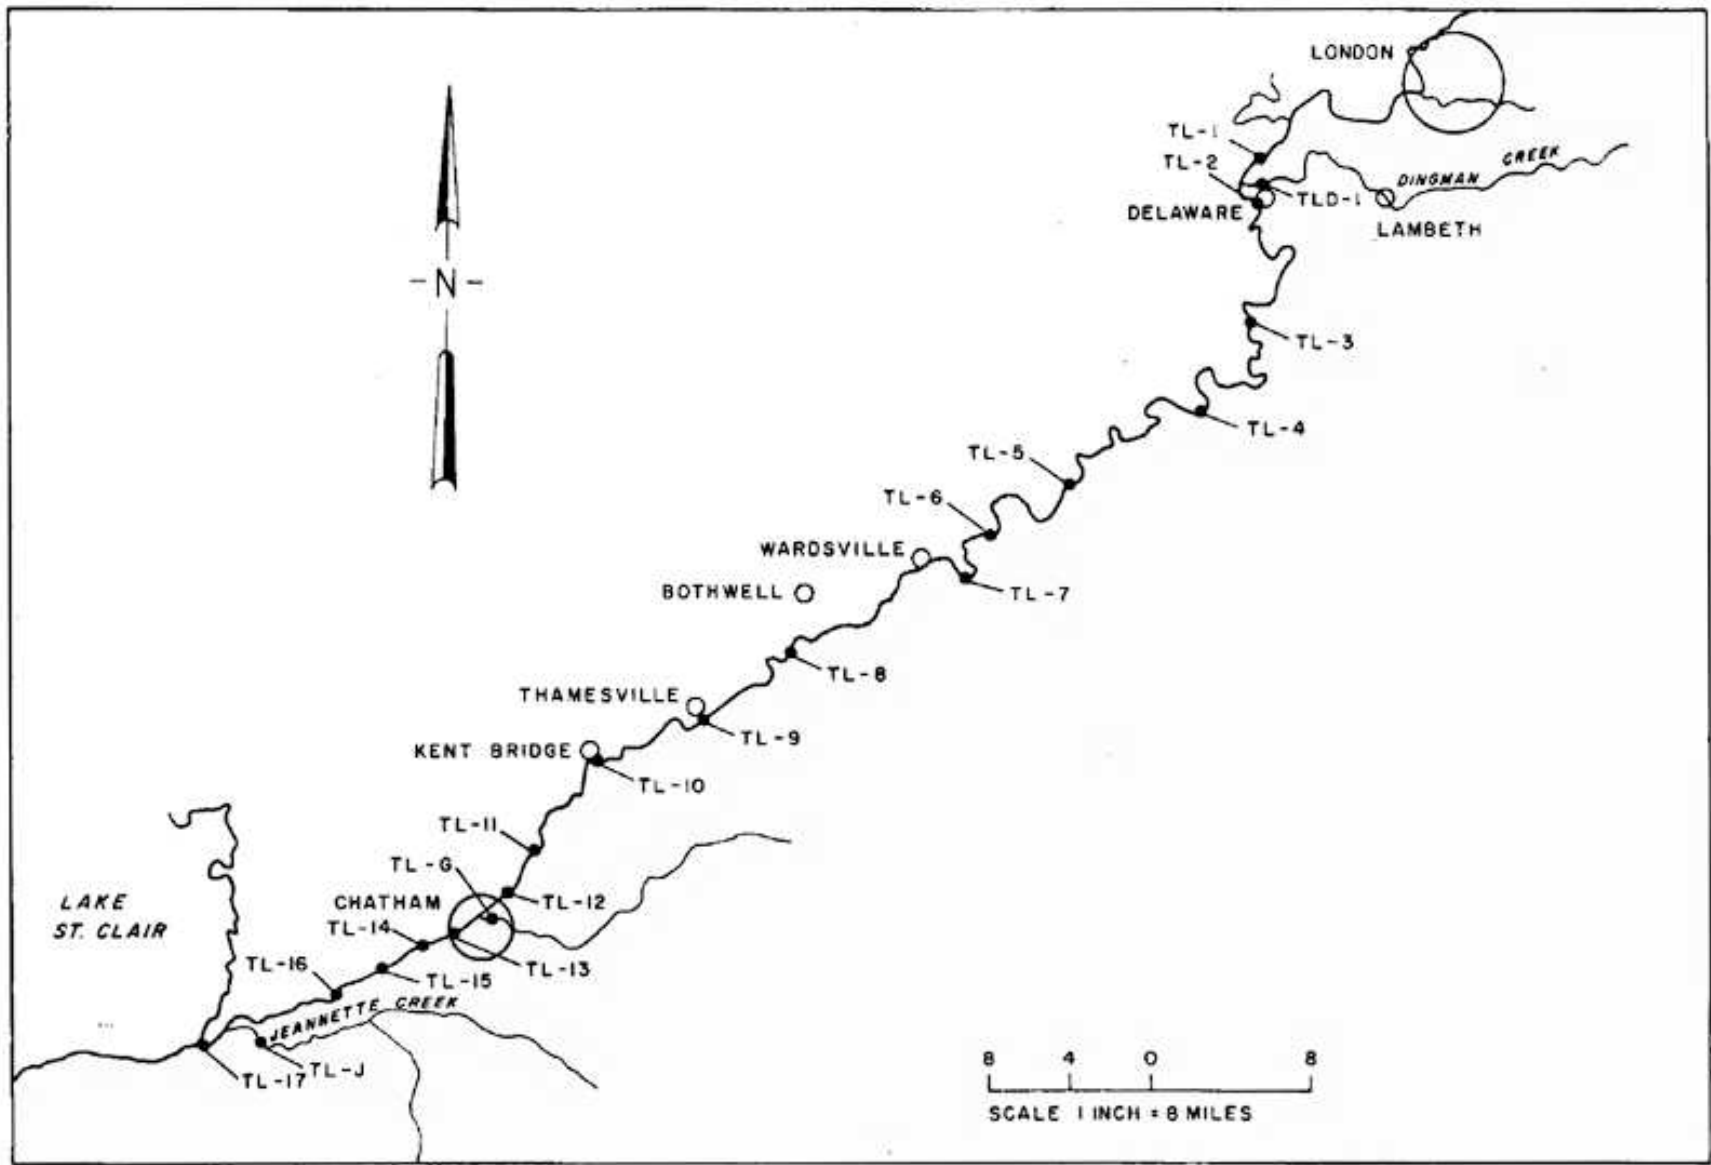 LONDON
TL-1
TL-2
DINGMAN CREEK
TLD-1
DELAWARE
LAMBETH
-N-
TL-3
TL-4
TL-5
TL-6
WARDSVILLE
BOTHWELL
TL-7
TL-8
THAMESVILLE
TL-9
KENT BRIDGE
TL-10
TL-11
TL-G
CHATHAM
TL-12
LAKE
ST. CLAIR
TL-14
TL-13
TL-16
TL-15
JEANNETTE CREEK
TL-17
TL-J
8 4 0 8
SCALE 1 INCH = 8 MILES